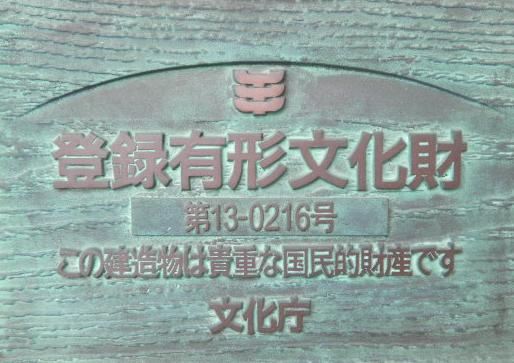 登録有形文化財
第13-0216号
この建造物は貴重な国民的財産です
文化庁